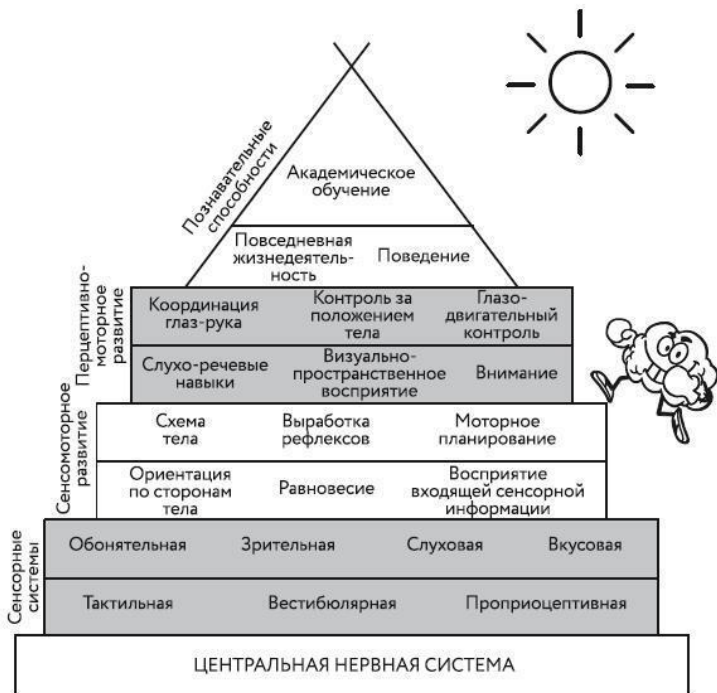 Познавательные
способности
Академическое
обучение
Повседневная
жизнедеятель-
ность
Поведение
Перцептивно-
моторное
развитие
Координация
глаз-рука
Контроль за
положением
тела
Глазо-
двигательный
контроль
Слухо-речевые
навыки
Визуально-
пространственное
восприятие
Внимание
Сенсомоторное
развитие
Схема
тела
Выработка
рефлексов
Моторное
планирование
Ориентация
по сторонам
тела
Равновесие
Восприятие
входящей сенсорной
информации
Сенсорные
системы
Обонятельная
Зрительная
Слуховая
Вкусовая
Тактильная
Вестибюлярная
Проприоцептивная
ЦЕНТРАЛЬНАЯ НЕРВНАЯ СИСТЕМА